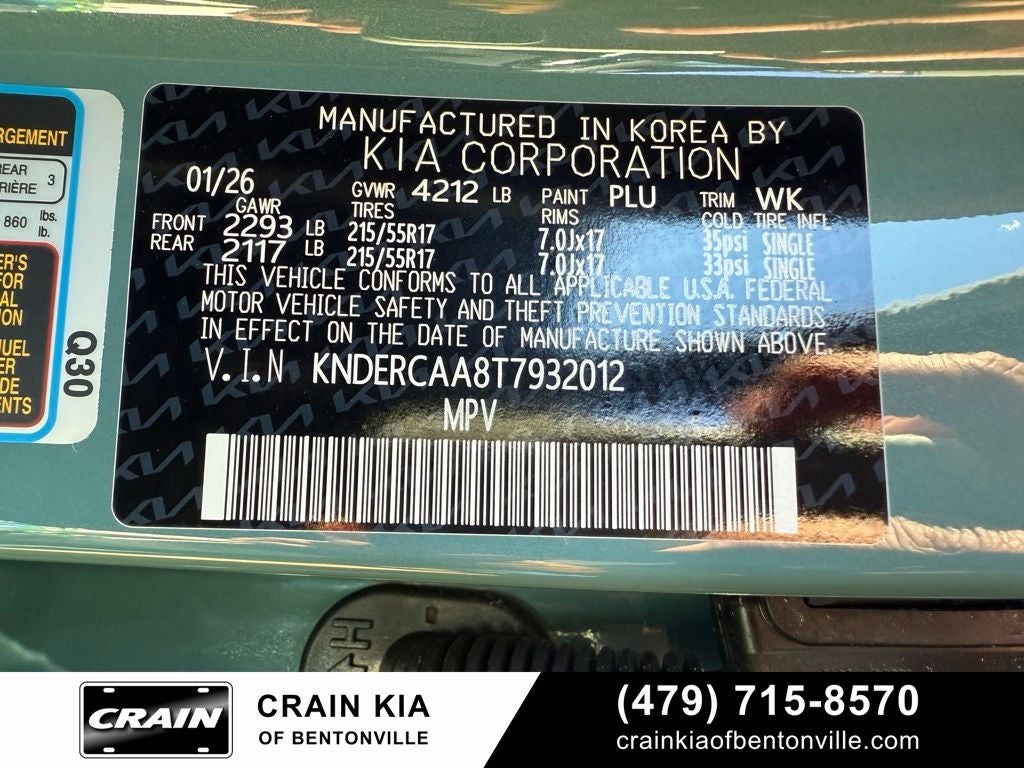 RGEMENT
REAR
RIÈRE 3
860 lbs.
lb.
ER'S
FOR
AL
ION
NUEL
ER
DE
ENTS
Q30
MANUFACTURED IN KOREA BY
KIA CORPORATION
01/26 GVWR 4212 LB PAINT PLU TRIM WK
GAWR TIRES RIMS COLD TIRE INFL
FRONT 2293 LB 215/55R17 7.0Jx17 35psi SINGLE
REAR 2117 LB 215/55R17 7.0Jx17 33psi SINGLE
THIS VEHICLE CONFORMS TO ALL APPLICABLE U.S.A. FEDERAL
MOTOR VEHICLE SAFETY AND THEFT PREVENTION STANDARDS
IN EFFECT ON THE DATE OF MANUFACTURE SHOWN ABOVE.
V.I.N KNDERCAA8T7932012
MPV
CRAIN
CRAIN KIA
OF BENTONVILLE
(479) 715-8570
crainkiaofbentonville.com